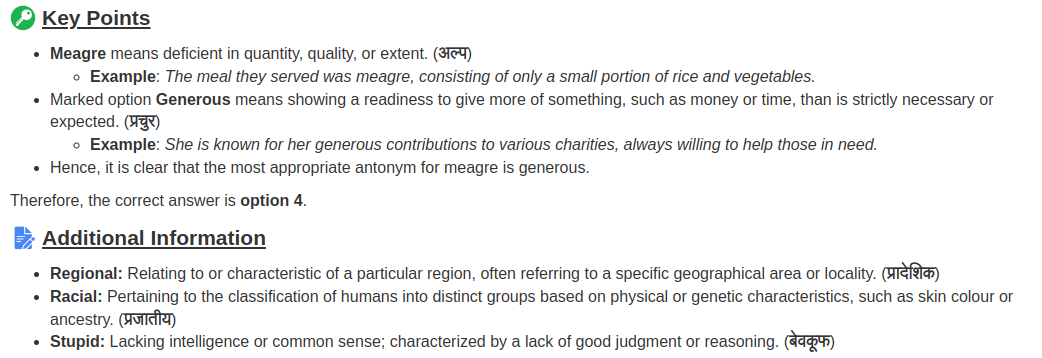 Key Points
• Meagre means deficient in quantity, quality, or extent. (अल्प)
◦ Example: The meal they served was meagre, consisting of only a small portion of rice and vegetables.
• Marked option Generous means showing a readiness to give more of something, such as money or time, than is strictly necessary or
expected. (प्रचुर)
◦ Example: She is known for her generous contributions to various charities, always willing to help those in need.
• Hence, it is clear that the most appropriate antonym for meagre is generous.
Therefore, the correct answer is option 4.
Additional Information
• Regional: Relating to or characteristic of a particular region, often referring to a specific geographical area or locality. (प्रादेशिक)
• Racial: Pertaining to the classification of humans into distinct groups based on physical or genetic characteristics, such as skin colour or
ancestry. (प्रजातीय)
• Stupid: Lacking intelligence or common sense; characterized by a lack of good judgment or reasoning. (बेवकूफ)